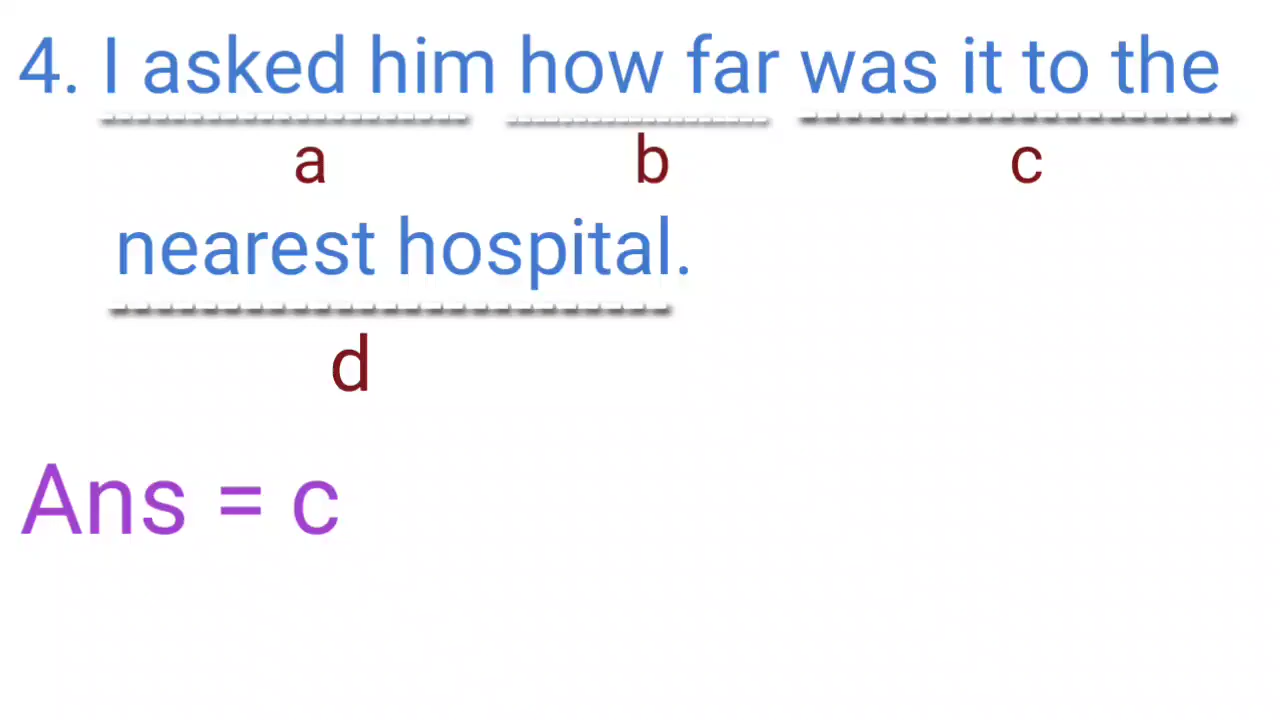 4. I asked him how far was it to the
a b c
nearest hospital.
d
Ans = c